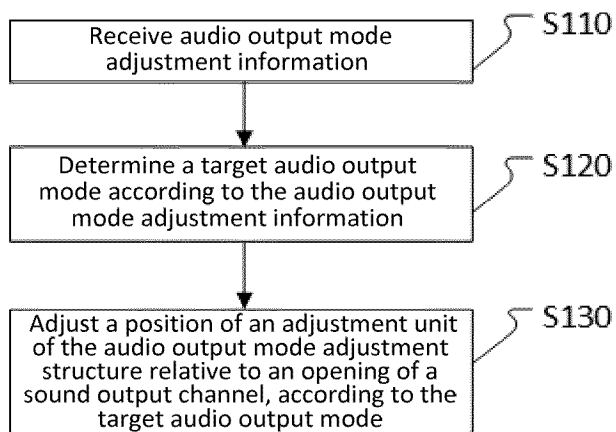 Receive audio output mode
adjustment information
S110
Determine a target audio output
mode according to the audio output
mode adjustment information
S120
Adjust a position of an adjustment unit
of the audio output mode adjustment
structure relative to an opening of a
sound output channel, according to the
target audio output mode
S130